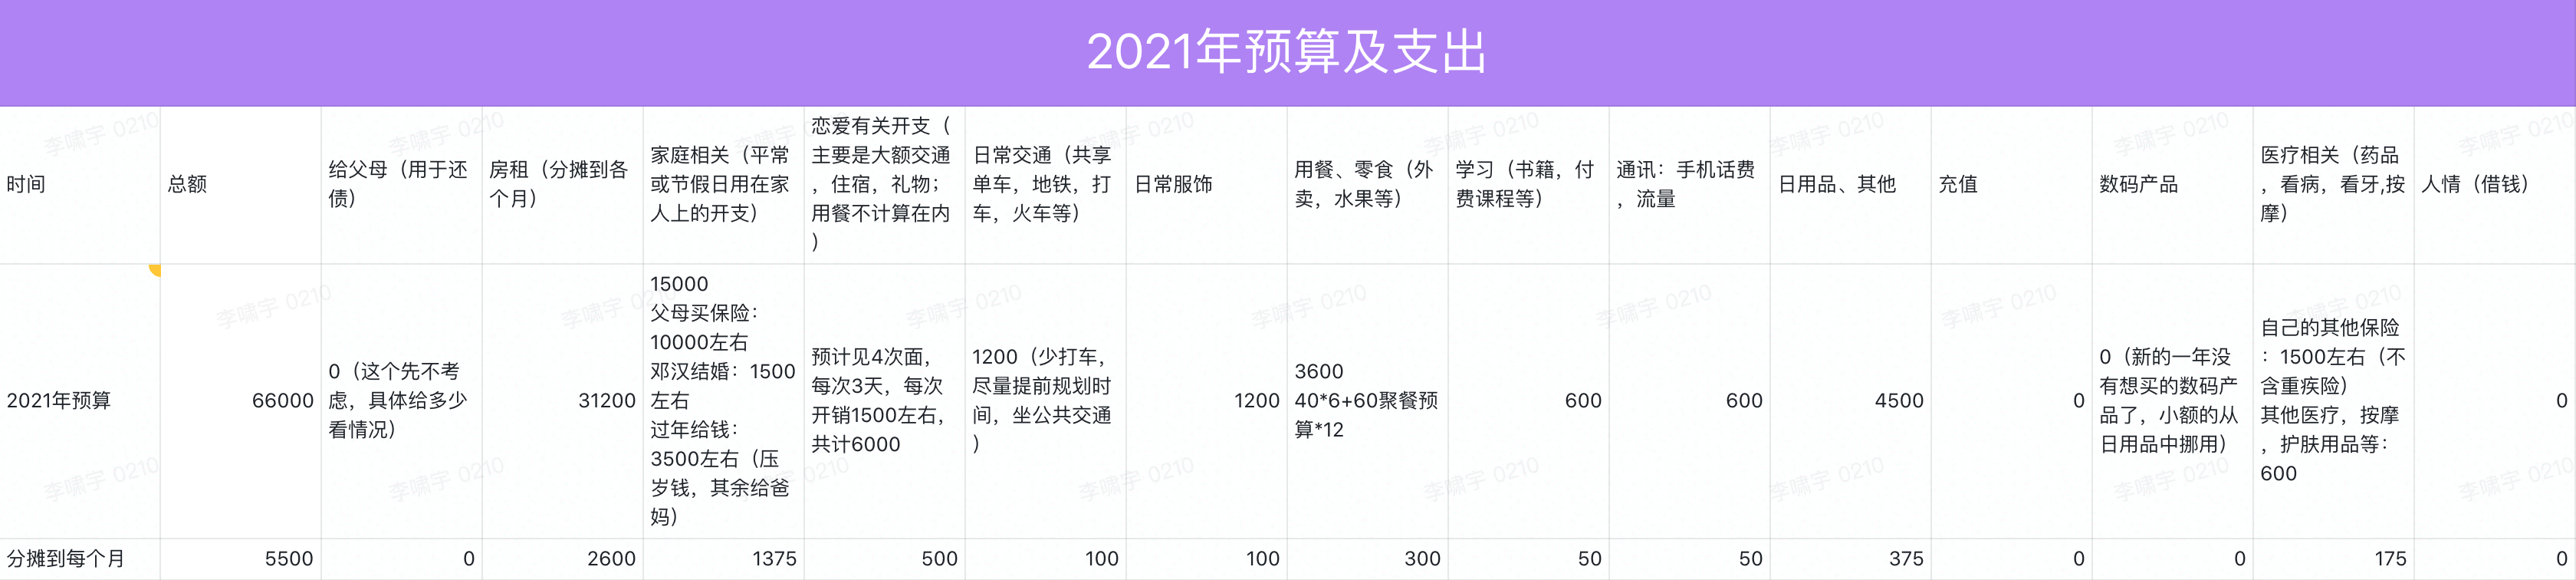 2021年预算及支出
时间
总额
给父母（用于还
债）
房租（分摊到各
个月）
家庭相关（平常
或节假日用在家
人上的开支）
恋爱有关开支（
主要是大额交通
，住宿，礼物；
用餐不计算在内
）
日常交通（共享
单车，地铁，打
车，火车等）
日常服饰
用餐、零食（外
卖，水果等）
学习（书籍，付
费课程等）
通讯：手机话费
，流量
日用品、其他
充值
数码产品
医疗相关（药品
，看病，看牙,按
摩）
人情（借钱）
2021年预算
66000
0（这个先不考
虑，具体给多少
看情况）
31200
15000
父母买保险：
10000左右
邓汉结婚：1500
左右
过年给钱：
3500左右（压
岁钱，其余给爸
妈）
预计见4次面，
每次3天，每次
开销1500左右，
共计6000
1200（少打车，
尽量提前规划时
间，坐公共交通
）
1200
3600
40*6+60聚餐预
算*12
600
600
4500
0
0（新的一年没
有想买的数码产
品了，小额的从
日用品中挪用）
自己的其他保险
：1500左右（不
含重疾险）
其他医疗，按摩
，护肤用品等：
600
0
分摊到每个月
5500
0
2600
1375
500
100
100
300
50
50
375
0
0
175
0
李啸宇 0210